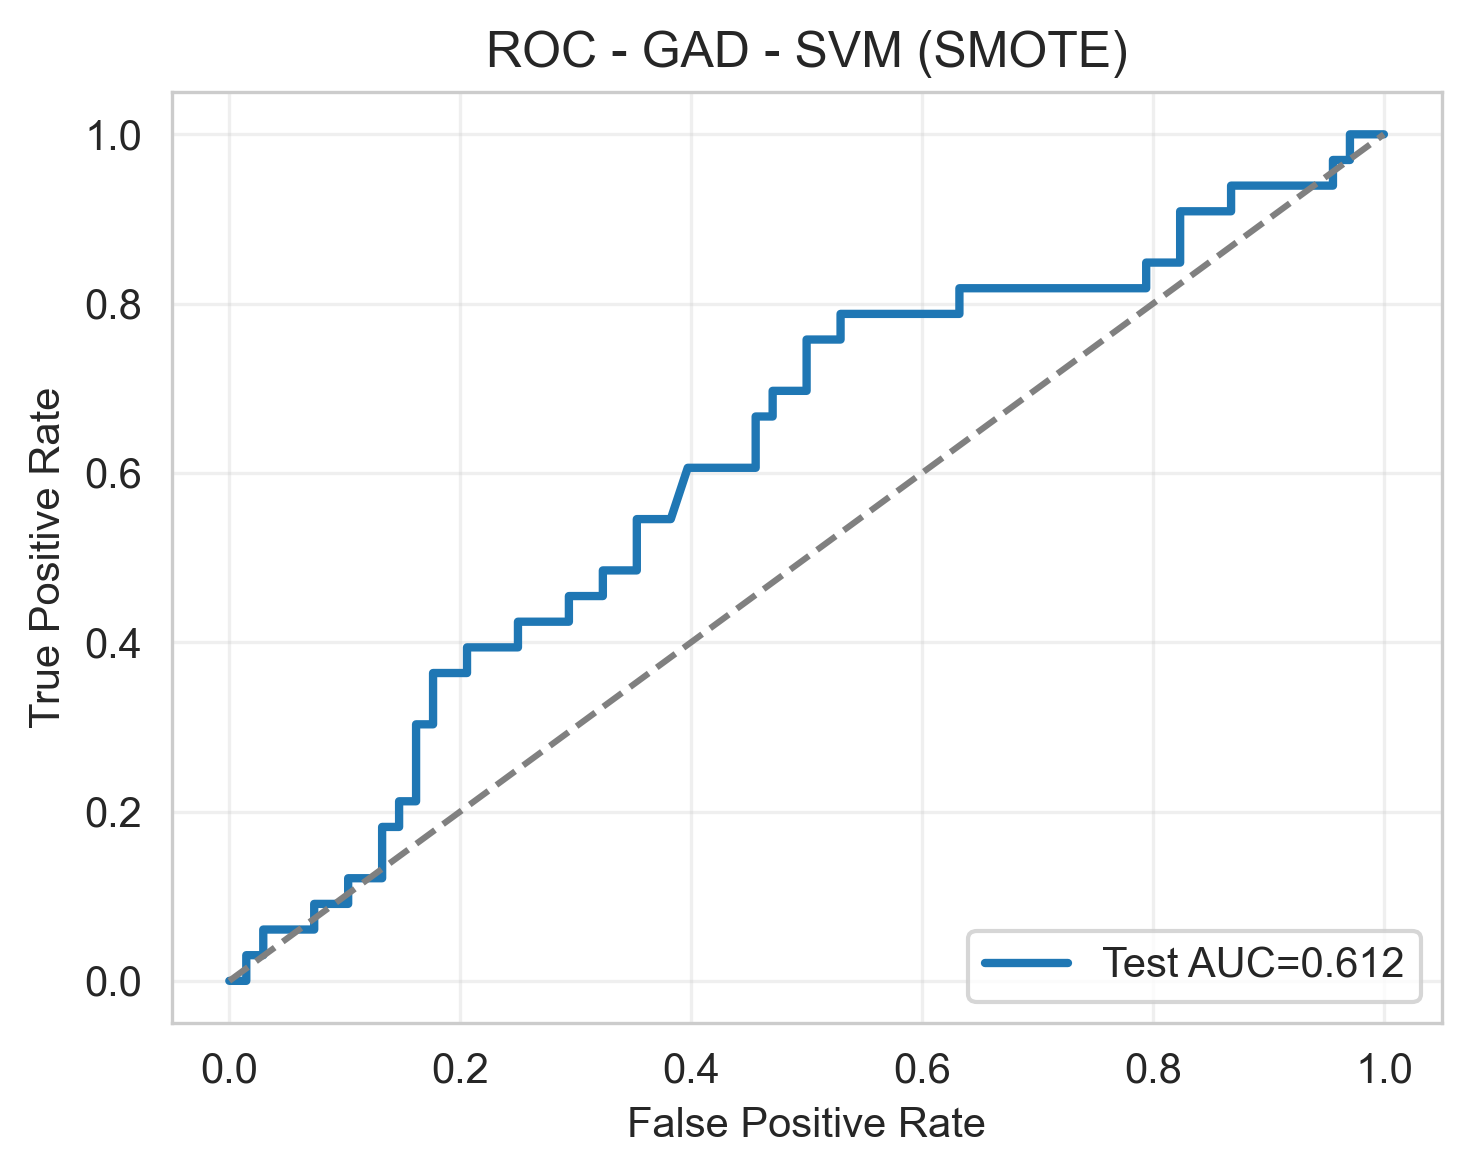 ROC - GAD - SVM (SMOTE)
True Positive Rate
1.0
0.8
0.6
0.4
0.2
0.0
Test AUC=0.612
0.0 0.2 0.4 0.6 0.8 1.0
False Positive Rate